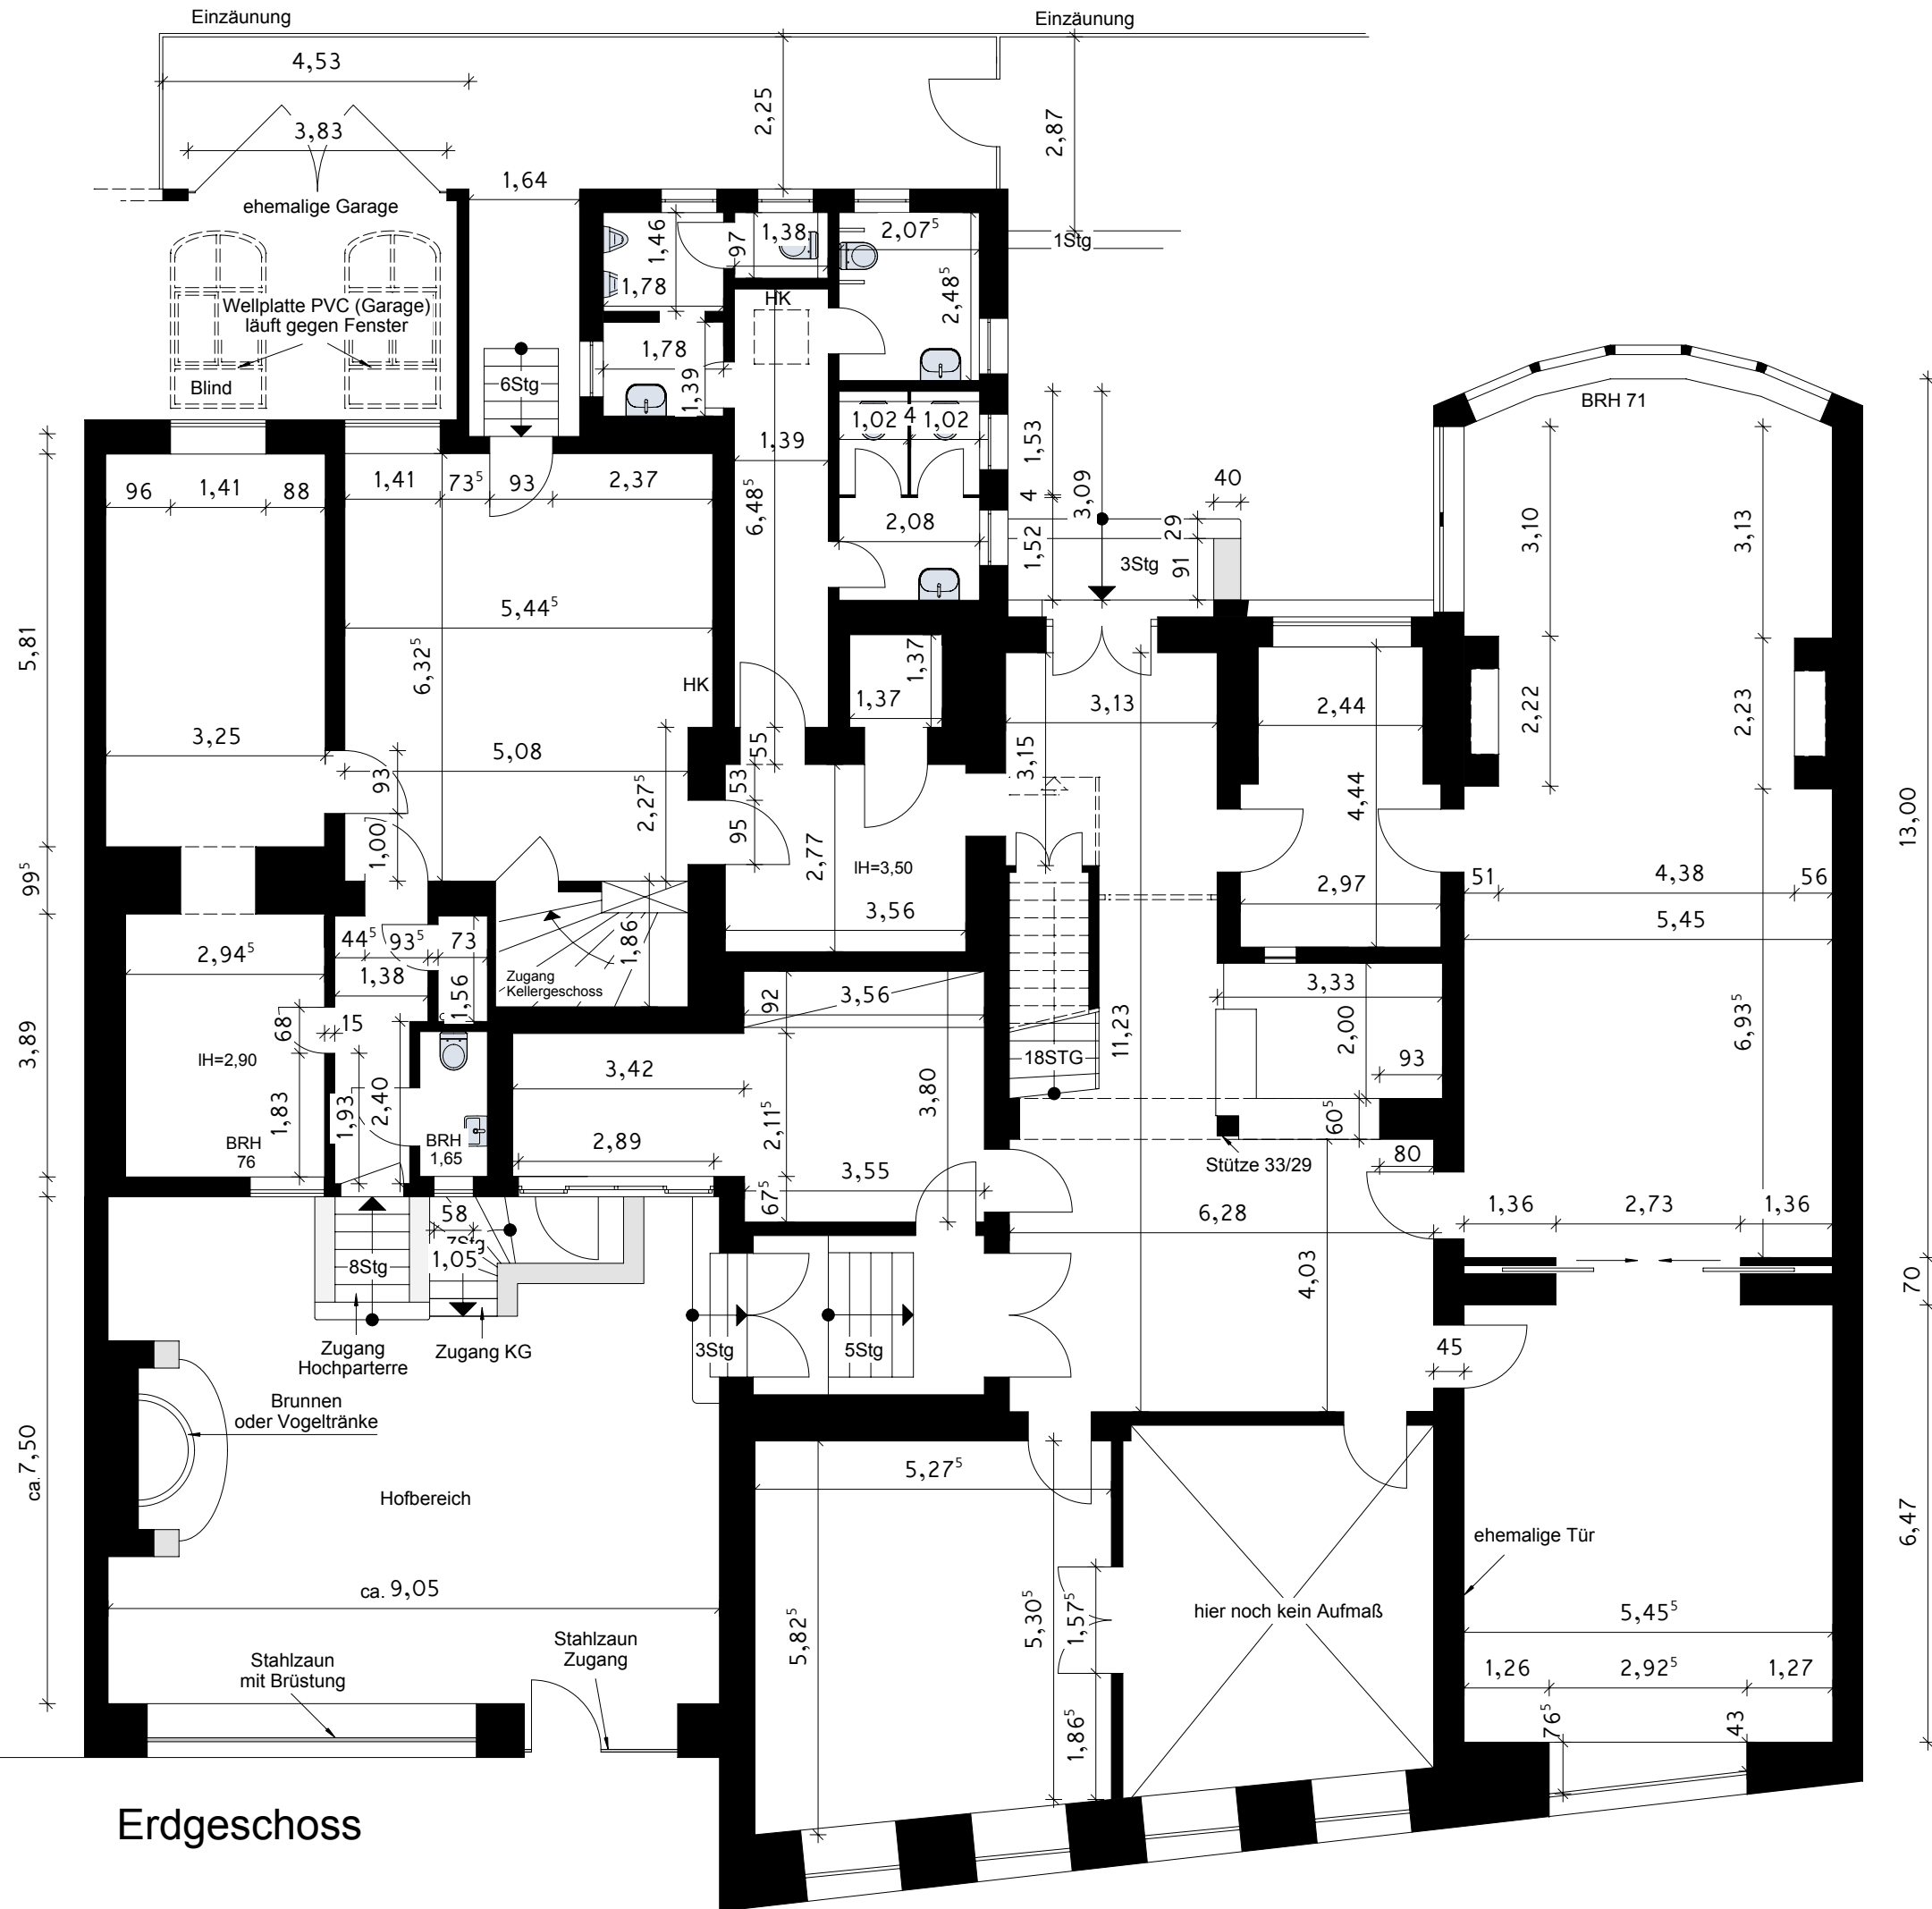 Einzäunung
Einzäunung
4,53
3,83
2,25
2,87
1,64
ehemalige Garage
1,46
97
1,38
2,07⁵
1Stg
1,78
HK
2,48⁵
Wellplatte PVC (Garage)
läuft gegen Fenster
Blind
6Stg
1,78
1,39
BRH 71
1,02
4
1,02
1,39
1,53
3,09
40
96
1,41
88
1,41
73⁵
93
2,37
6,48⁵
2,08
4
1,52
29
91
3Stg
3,10
3,13
13,00
5,44⁵
5,81
6,32⁵
HK
1,37
1,37
3,13
2,44
2,22
2,23
3,25
5,08
55
3,15
93
53
2,27⁵
95
4,44
1,00
2,77
IH=3,50
99⁵
2,97
51
4,38
56
3,56
5,45
44⁵
93⁵
73
1,86
2,94⁵
1,38
1,56
Zugang
Kellergeschoss
92
3,56
3,33
2,00
6,93⁵
68
15
11,23
3,89
IH=2,90
18STG
93
3,42
3,80
1,83
1,93
2,40
2,11⁵
60⁵
BRH
76
BRH
1,65
2,89
80
Stütze 33/29
67⁵
3,55
1,36
2,73
1,36
58
6,28
7Stg
8Stg
1,05
4,03
70
Zugang
Hochparterre
Zugang KG
3Stg
5Stg
45
Brunnen
oder Vogeltränke
ca. 7,50
5,27⁵
Hofbereich
6,47
ehemalige Tür
ca. 9,05
5,82⁵
5,30⁵
1,57⁵
hier noch kein Aufmaß
5,45⁵
Stahlzaun
Zugang
Stahlzaun
mit Brüstung
1,26
2,92⁵
1,27
1,86⁵
76⁵
43
Erdgeschoss